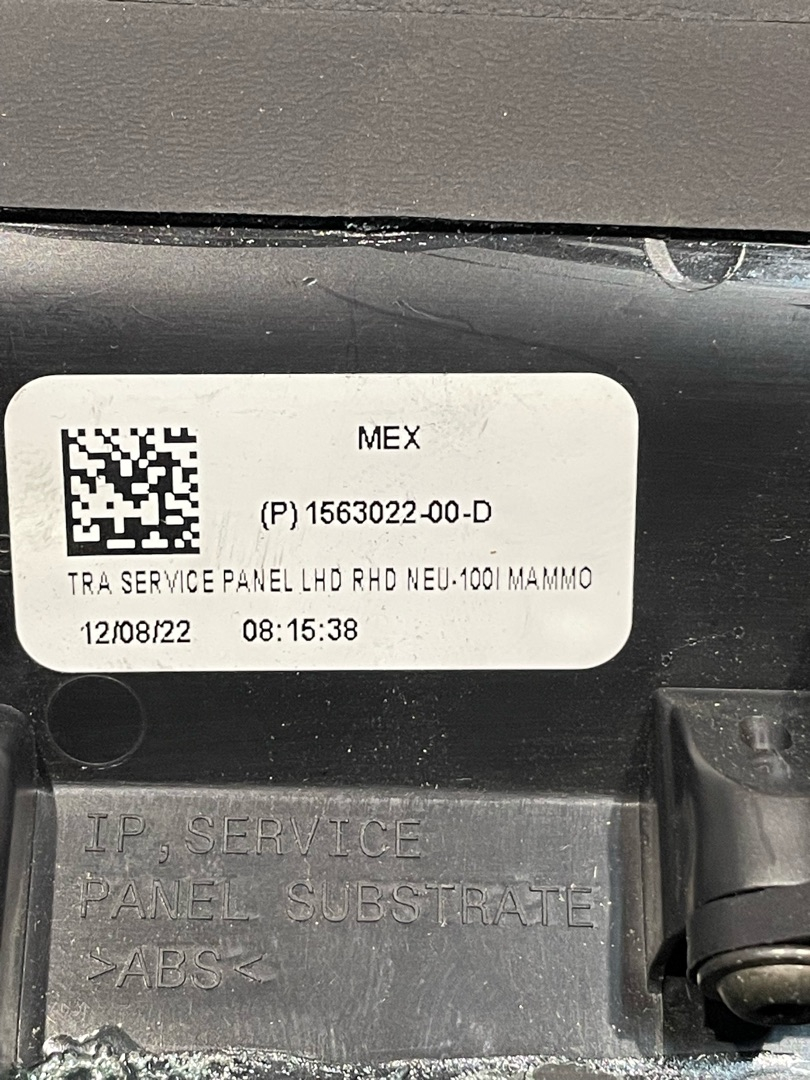 MEX
(P) 1563022-00-D
TRA SERVICE PANEL LHD RHD NEU-100I MAMMO
12/08/22 08:15:38
IP, SERVICE
PANEL SUBSTRATE
>ABS<